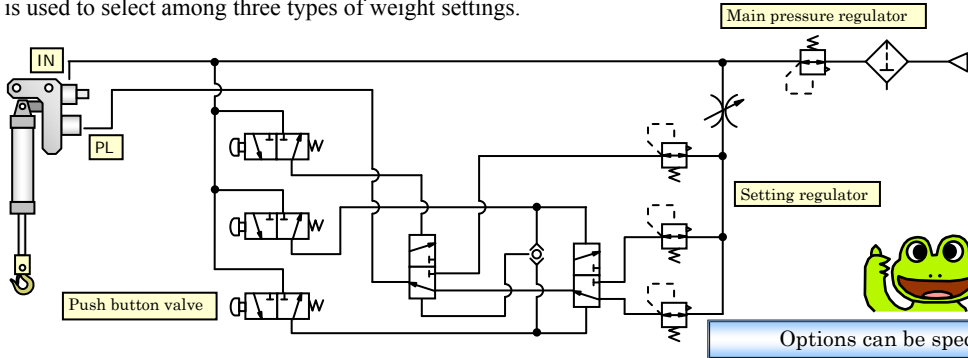 is used to select among three types of weight settings.
Main pressure regulator
IN
PL
Setting regulator
Push button valve
Options can be